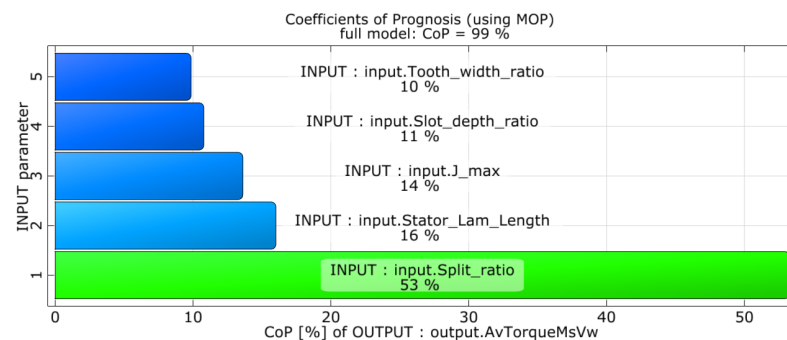 Coefficients of Prognosis (using MOP)
full model: CoP = 99 %
INPUT parameter
5
INPUT : input.Tooth_width_ratio
10 %
4
INPUT : input.Slot_depth_ratio
11 %
3
INPUT : input.J_max
14 %
2
INPUT : input.Stator_Lam_Length
16 %
1
INPUT : input.Split_ratio
53 %
0 10 20 30 40 50
CoP [%] of OUTPUT : output.AvTorqueMsVw